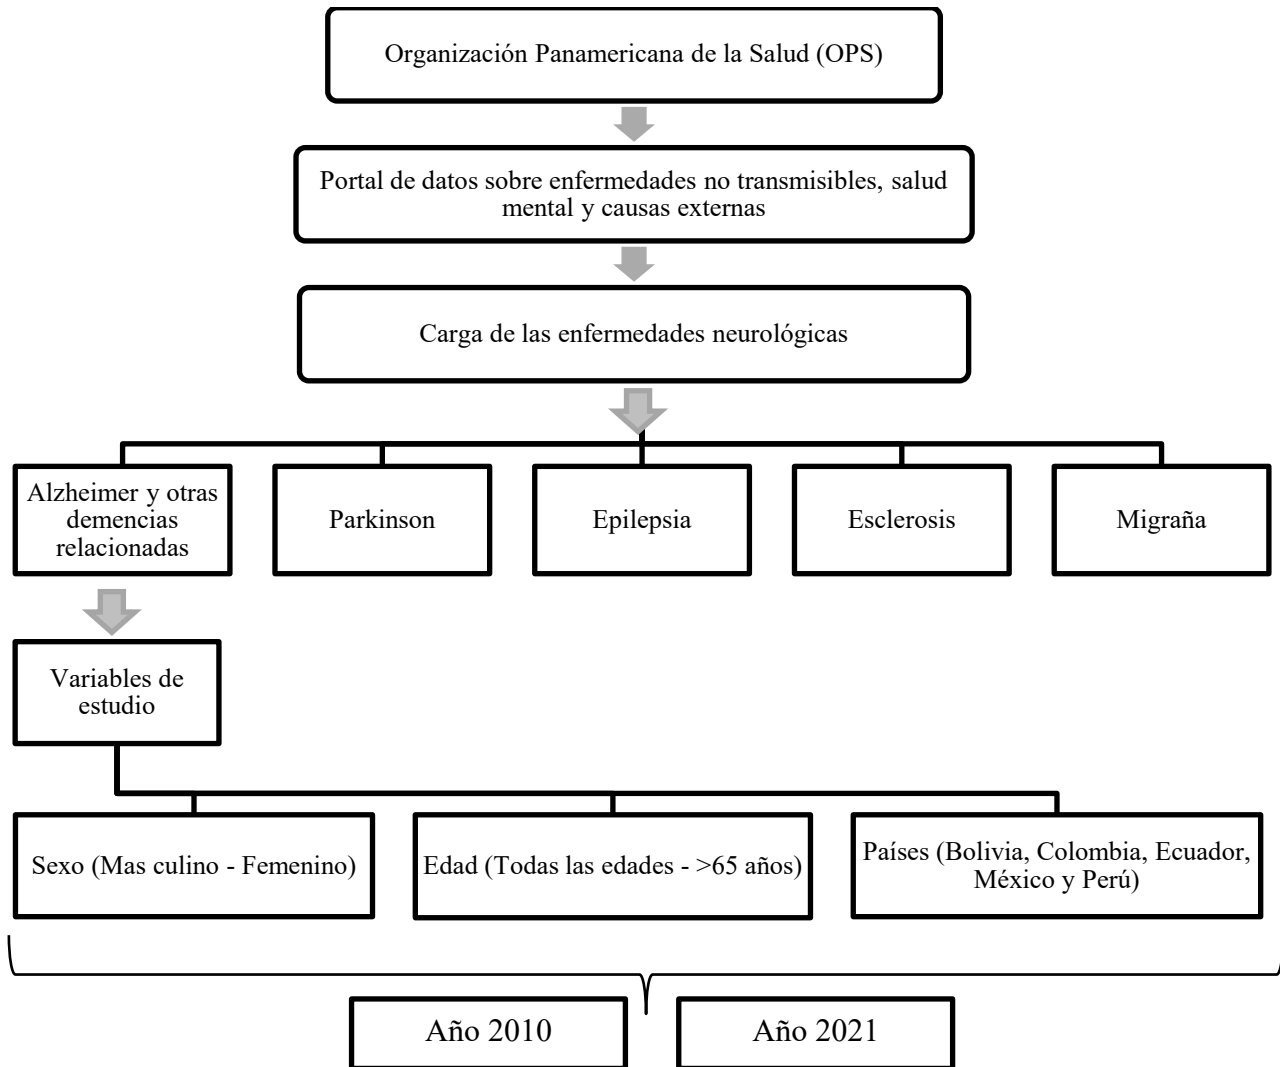 Organización Panamericana de la Salud (OPS)
Portal de datos sobre enfermedades no transmisibles, salud
mental y causas externas
Carga de las enfermedades neurológicas
Alzheimer y otras
demencias
relacionadas
Parkinson
Epilepsia
Esclerosis
Migraña
Variables de
estudio
Sexo (Mas culino - Femenino)
Edad (Todas las edades - >65 años)
Países (Bolivia, Colombia, Ecuador,
México y Perú)
Año 2010
Año 2021